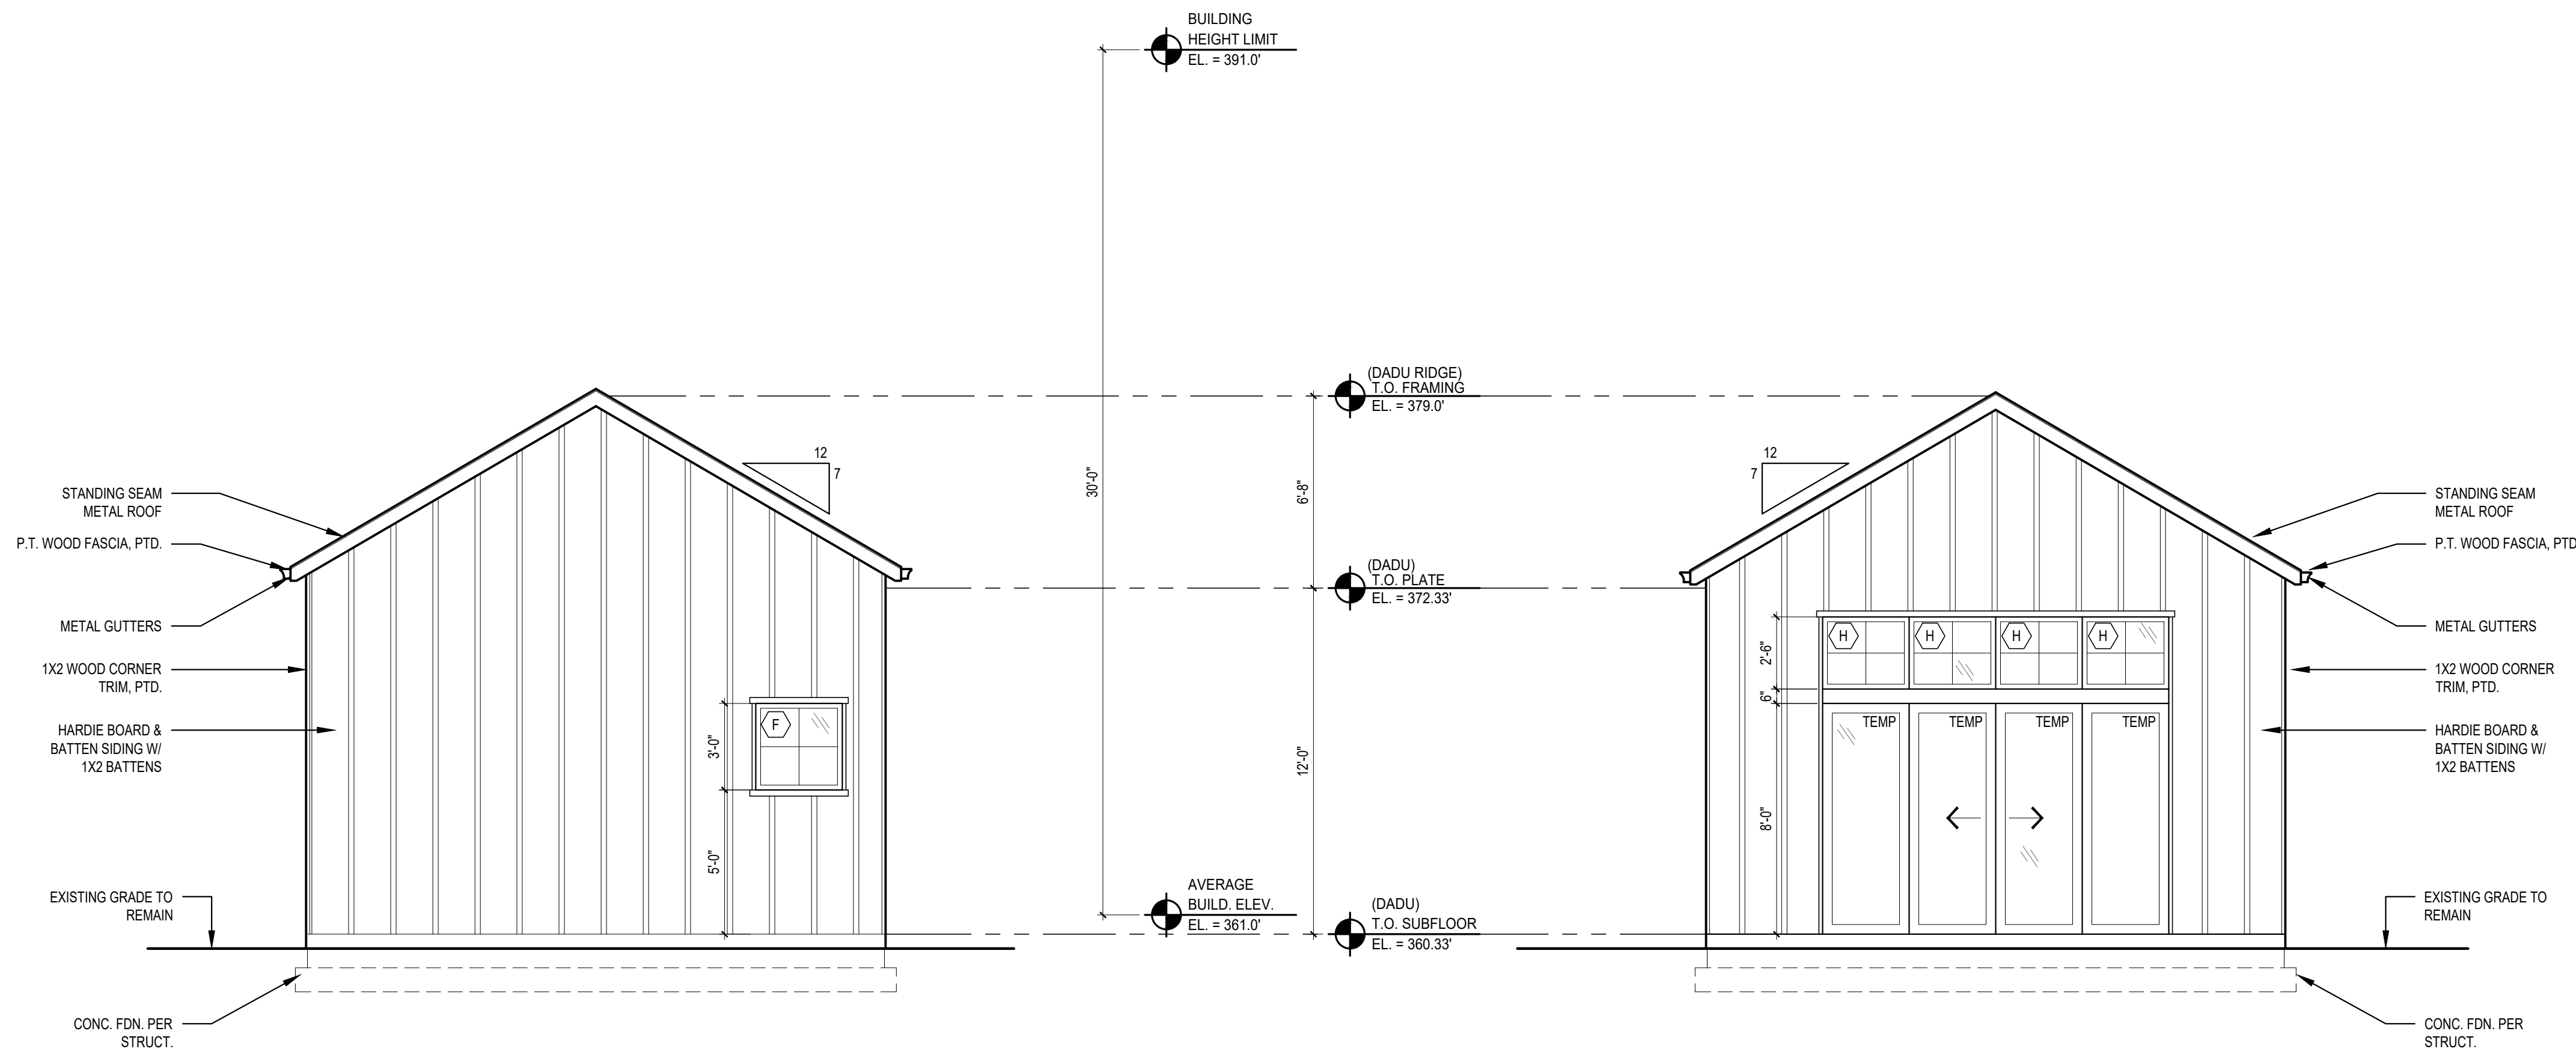 BUILDING
HEIGHT LIMIT
EL. = 391.0'
(DADU RIDGE)
T.O. FRAMING
EL. = 379.0'
12
7
12
7
30'-0"
6'-8"
STANDING SEAM
METAL ROOF
P.T. WOOD FASCIA, PTD.
METAL GUTTERS
1X2 WOOD CORNER
TRIM, PTD.
HARDIE BOARD &
BATTEN SIDING W/
1X2 BATTENS
EXISTING GRADE TO
REMAIN
CONC. FDN. PER
STRUCT.
F
3'-0"
5'-0"
(DADU)
T.O. PLATE
EL. = 372.33'
12'-0"
AVERAGE
BUILD. ELEV.
EL. = 361.0'
(DADU)
T.O. SUBFLOOR
EL. = 360.33'
2'-6"
6"
8'-0"
H H H H
TEMP TEMP TEMP TEMP
STANDING SEAM
METAL ROOF
P.T. WOOD FASCIA, PTD
METAL GUTTERS
1X2 WOOD CORNER
TRIM, PTD.
HARDIE BOARD &
BATTEN SIDING W/
1X2 BATTENS
EXISTING GRADE TO
REMAIN
CONC. FDN. PER
STRUCT.